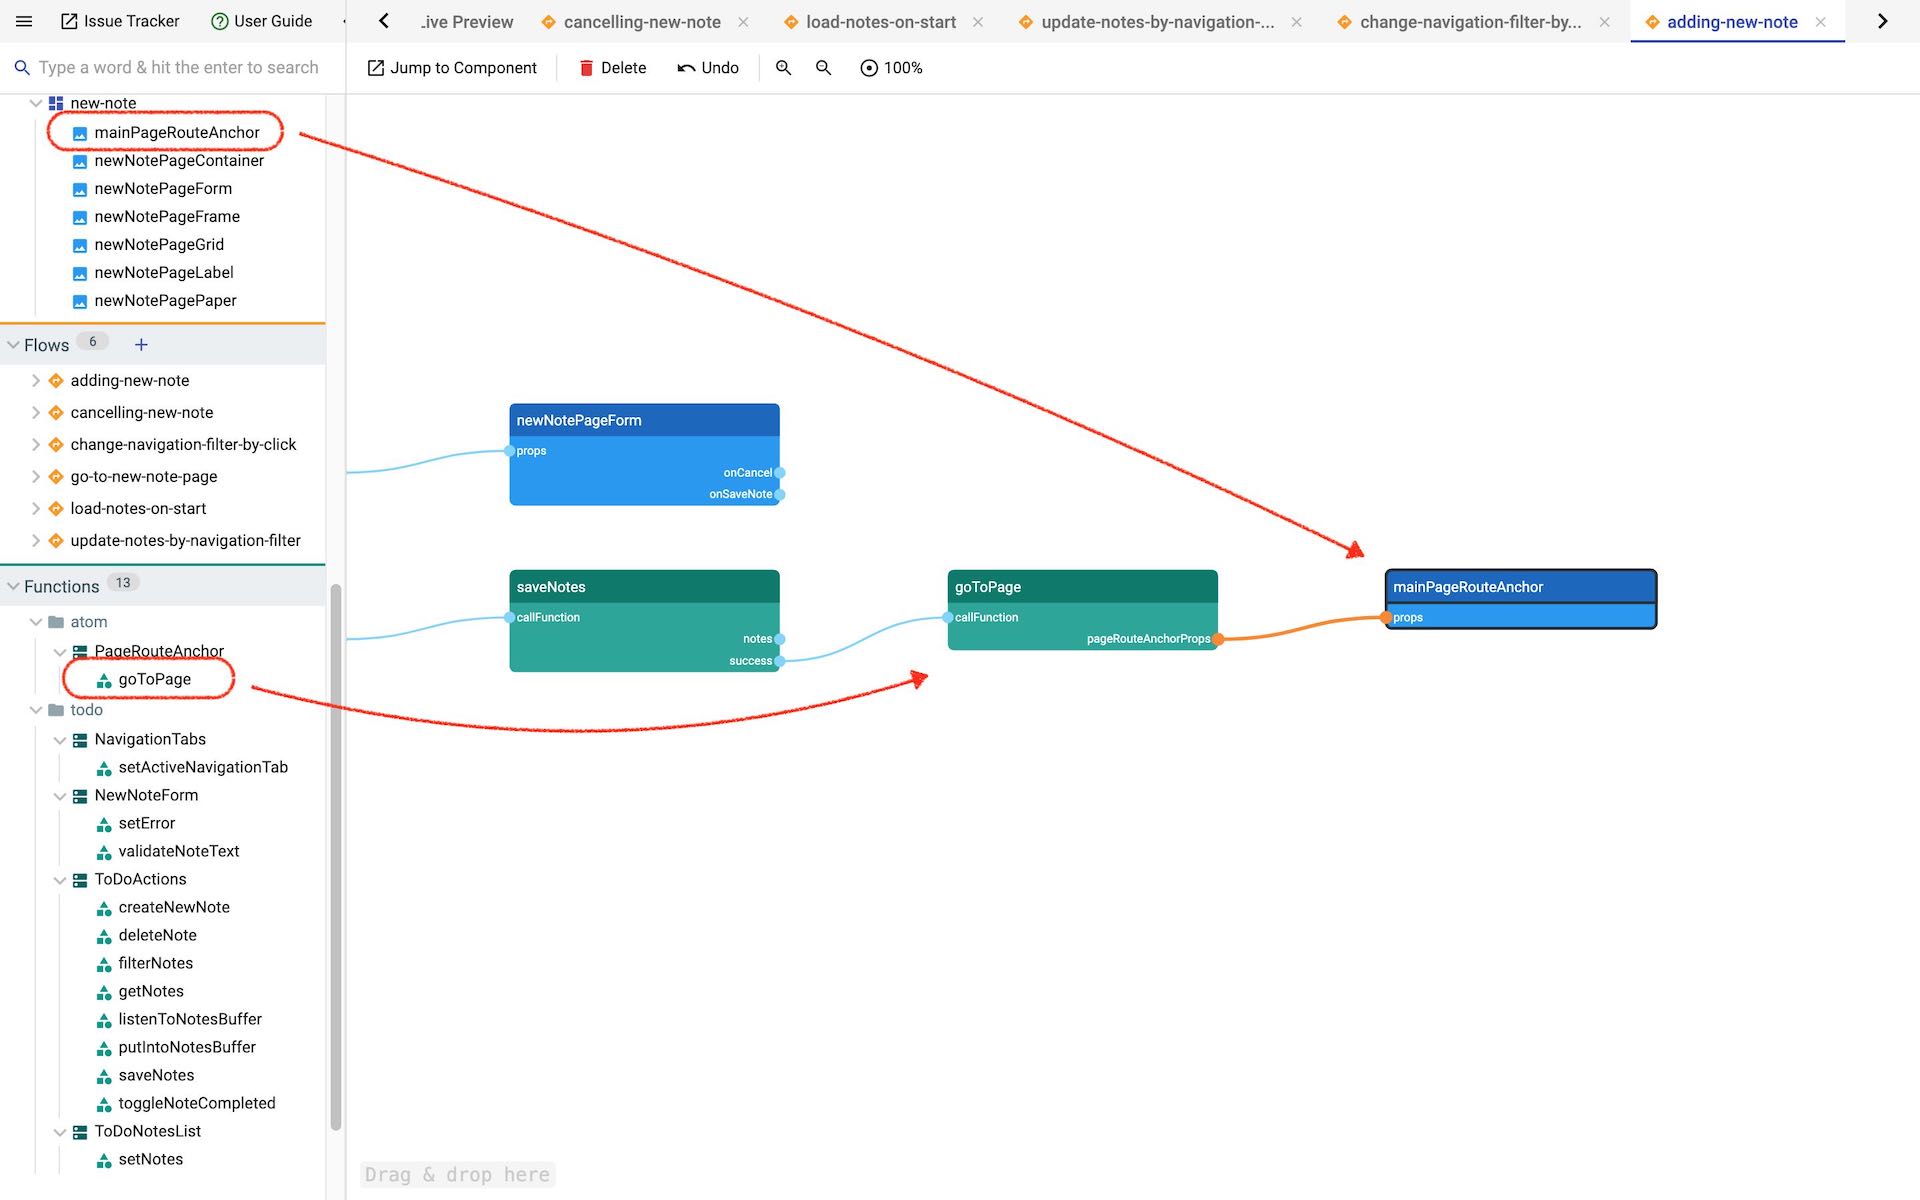 Issue Tracker
User Guide
Live Preview
cancelling-new-note
load-notes-on-start
update-notes-by-navigation-...
change-navigation-filter-by...
adding-new-note
Type a word & hit the enter to search
Jump to Component
Delete
Undo
100%
new-note
mainPageRouteAnchor
newNotePageContainer
newNotePageForm
newNotePageFrame
newNotePageGrid
newNotePageLabel
newNotePagePaper
Flows 6 +
adding-new-note
cancelling-new-note
change-navigation-filter-by-click
go-to-new-note-page
load-notes-on-start
update-notes-by-navigation-filter
Functions 13
atom
PageRouteAnchor
goToPage
todo
NavigationTabs
setActiveNavigationTab
NewNoteForm
setError
validateNoteText
ToDoActions
createNewNote
deleteNote
filterNotes
getNotes
listenToNotesBuffer
putIntoNotesBuffer
saveNotes
toggleNoteCompleted
ToDoNotesList
setNotes
newNotePageForm
props
onCancel
onSaveNote
saveNotes
callFunction
notes
success
goToPage
callFunction
pageRouteAnchorProps
mainPageRouteAnchor
props
Drag & drop here